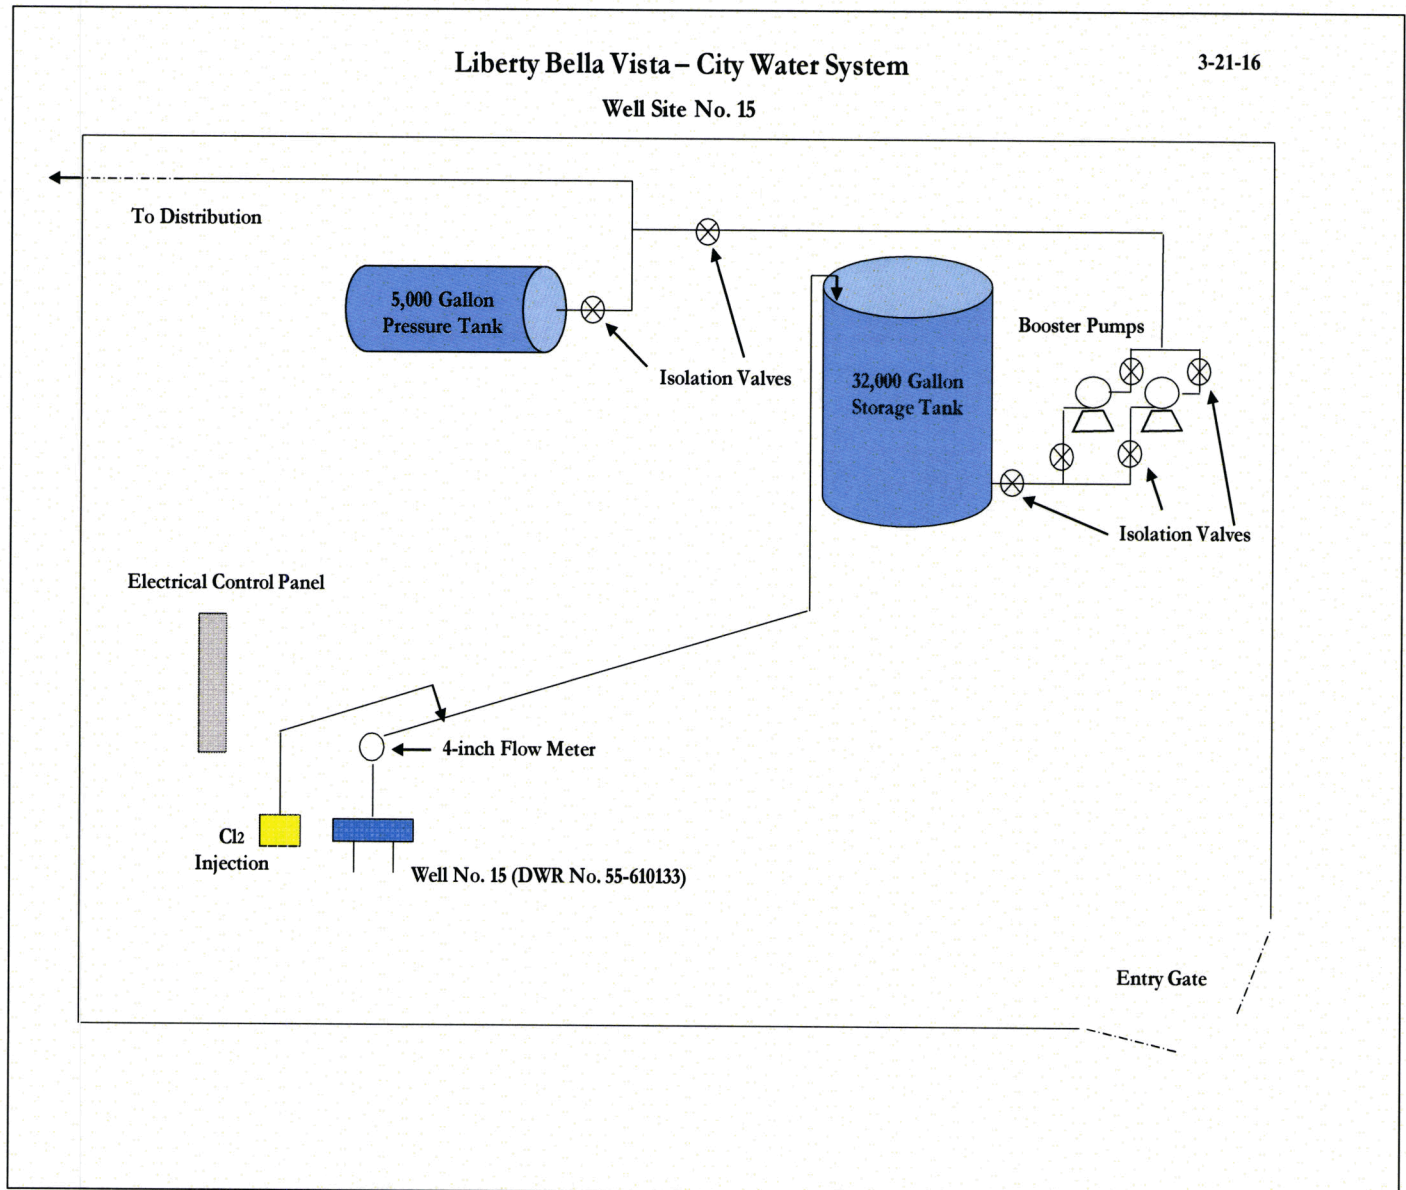 Liberty Bella Vista – City Water System
3-21-16
Well Site No. 15
To Distribution
5,000 Gallon
Pressure Tank
Isolation Valves
Booster Pumps
32,000 Gallon
Storage Tank
Isolation Valves
Electrical Control Panel
4-inch Flow Meter
Cl2
Injection
Well No. 15 (DWR No. 55-610133)
Entry Gate